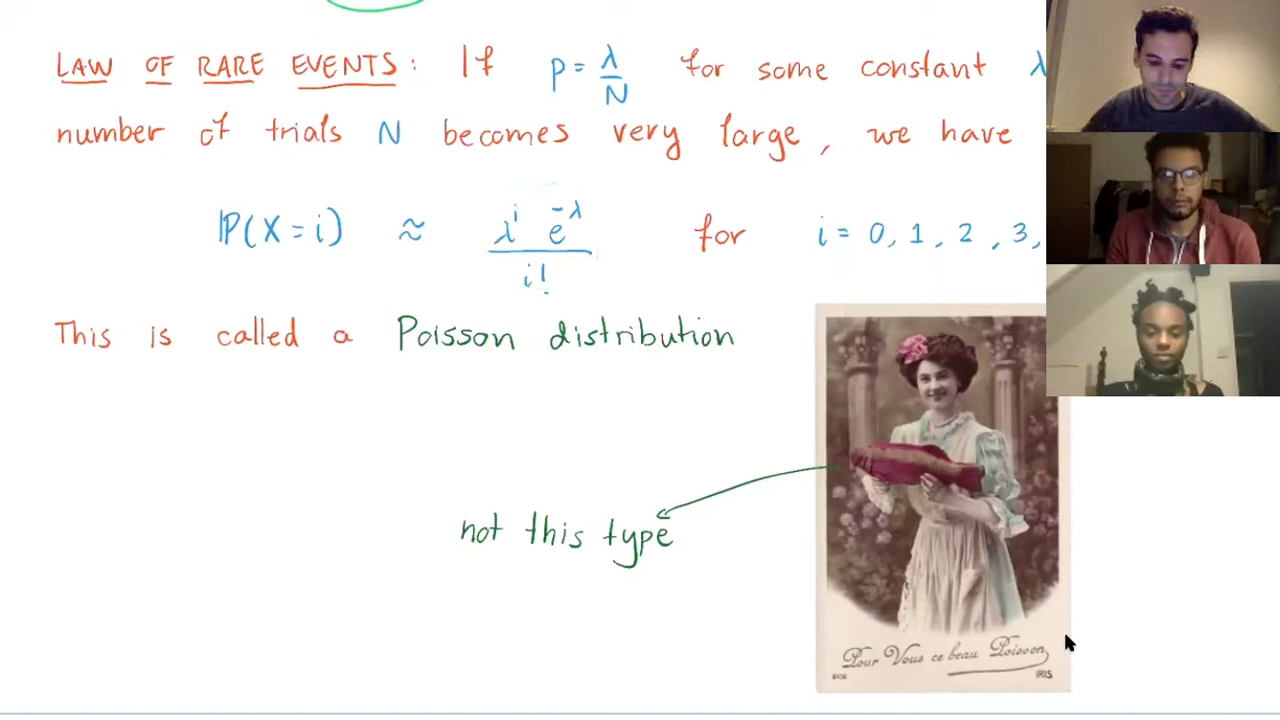 LAW OF RARE EVENTS: If p = λ/N for some constant λ
number of trials N becomes very large, we have
ℙ(X = i) ≈ λ^i e^-λ / i! for i = 0, 1, 2, 3,
This is called a Poisson distribution
not this type
Pour Vous ce beau Poisson
IRIS